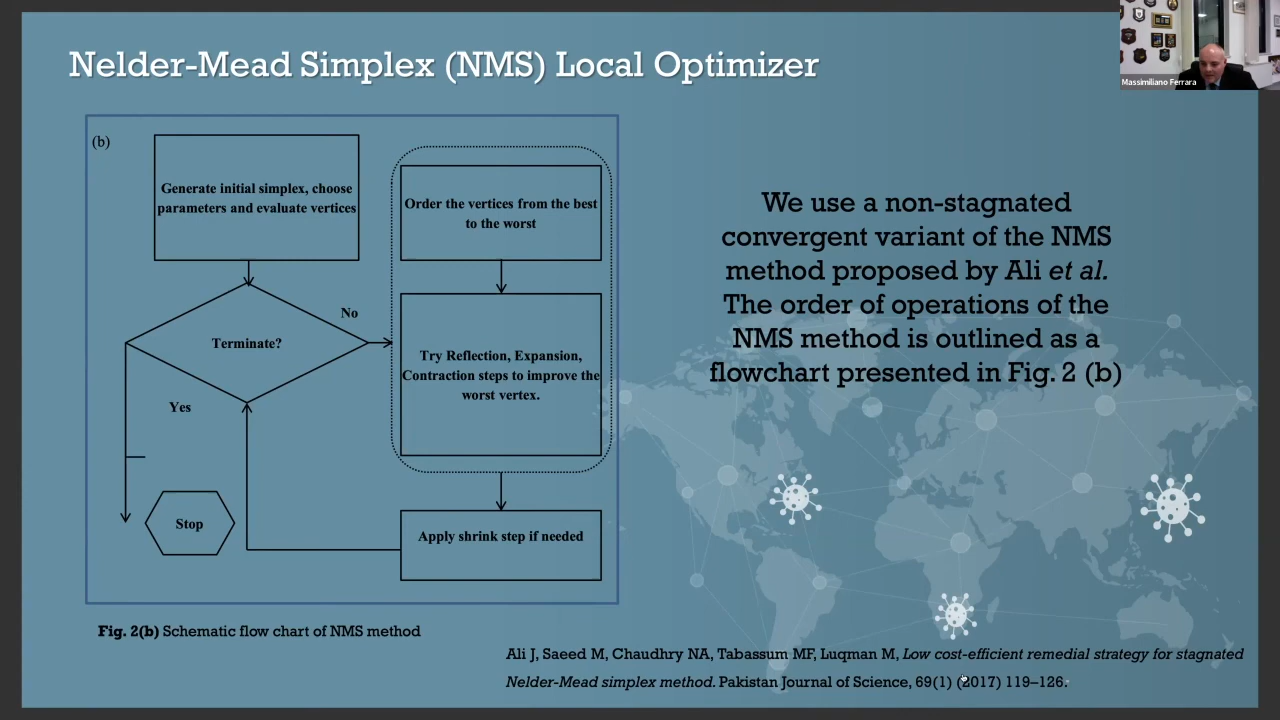 Nelder-Mead Simplex (NMS) Local Optimizer
Massimiliano Ferrara
(b)
Generate initial simplex, choose
parameters and evaluate vertices
Order the vertices from the best
to the worst
No
Terminate?
Try Reflection, Expansion,
Contraction steps to improve the
worst vertex.
Yes
Stop
Apply shrink step if needed
Fig. 2(b) Schematic flow chart of NMS method
We use a non-stagnated
convergent variant of the NMS
method proposed by Ali et al.
The order of operations of the
NMS method is outlined as a
flowchart presented in Fig. 2 (b)
Ali J, Saeed M, Chaudhry NA, Tabassum MF, Luqman M, Low cost-efficient remedial strategy for stagnated
Nelder-Mead simplex method. Pakistan Journal of Science, 69(1) (2017) 119–126.